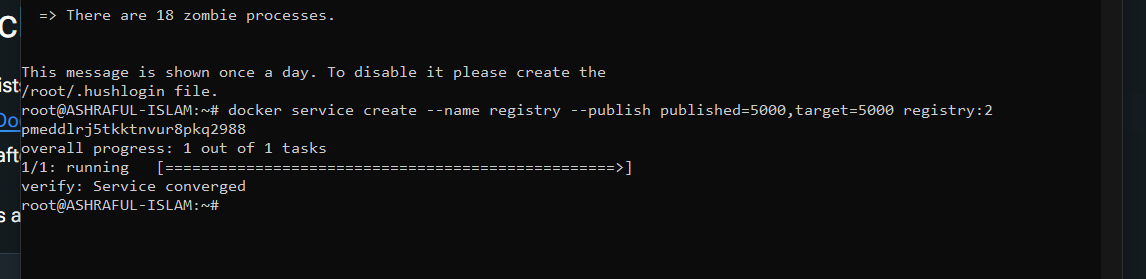 => There are 18 zombie processes.
This message is shown once a day. To disable it please create the
/root/.hushlogin file.
root@ASHRAFUL-ISLAM:~# docker service create --name registry --publish published=5000,target=5000 registry:2
pmeddlrj5tkktnvur8pkq2988
overall progress: 1 out of 1 tasks
1/1: running   [==================================================>]
verify: Service converged
root@ASHRAFUL-ISLAM:~#